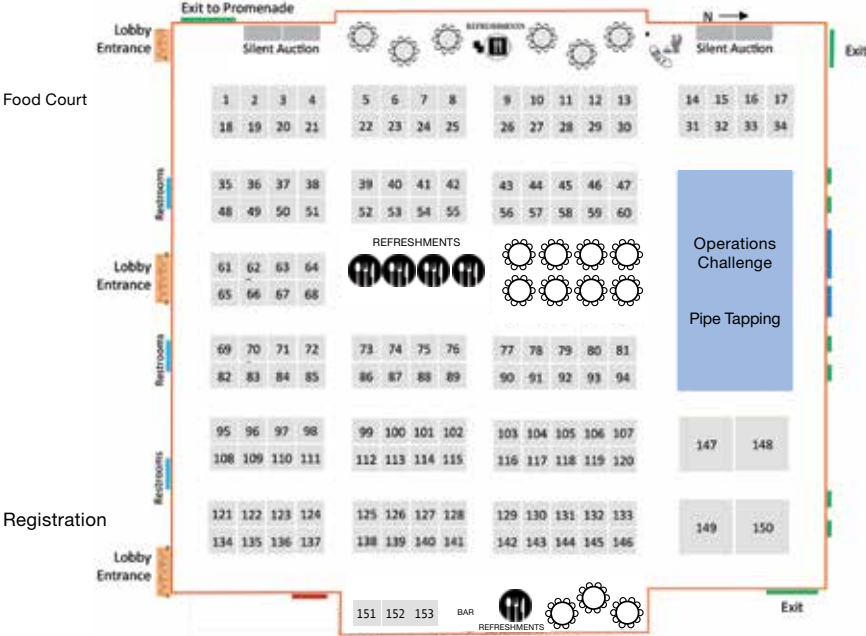 Exit to Promenade
N
Lobby
Entrance
REFRESHMENTS
Silent Auction
Silent Auction
Exit
Food Court
1 2 3 4 5 6 7 8 9 10 11 12 13 14 15 16 17
18 19 20 21 22 23 24 25 26 27 28 29 30 31 32 33 34
Restrooms
35 36 37 38 39 40 41 42 43 44 45 46 47
48 49 50 51 52 53 54 55 56 57 58 59 60
REFRESHMENTS
Operations
Challenge
Pipe Tapping
Lobby
Entrance
61 62 63 64
65 66 67 68
Restrooms
69 70 71 72 73 74 75 76 77 78 79 80 81
82 83 84 85 86 87 88 89 90 91 92 93 94
95 96 97 98 99 100 101 102 103 104 105 106 107
147 148
108 109 110 111 112 113 114 115 116 117 118 119 120
Restrooms
Registration
121 122 123 124 125 126 127 128 129 130 131 132 133
149 150
134 135 136 137 138 139 140 141 142 143 144 145 146
Lobby
Entrance
151 152 153 BAR
REFRESHMENTS
Exit